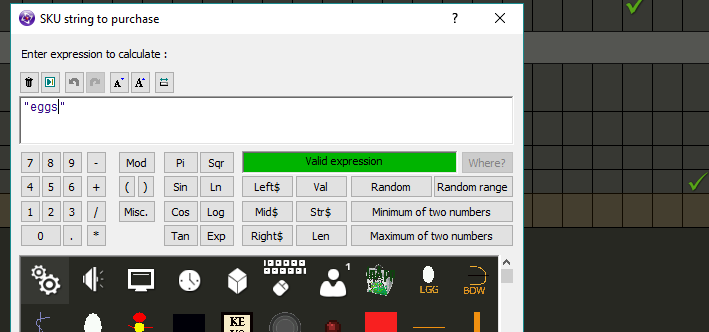 SKU string to purchase ? ×
Enter expression to calculate :
A A
"eggs"
7 8 9 - Mod Pi Sqr Valid expression Where?
4 5 6 + ( ) Sin Ln Left$ Val Random Random range
1 2 3 / Misc. Cos Log Mid$ Str$ Minimum of two numbers
0 . * Tan Exp Right$ Len Maximum of two numbers
1
LGG BOW
KE